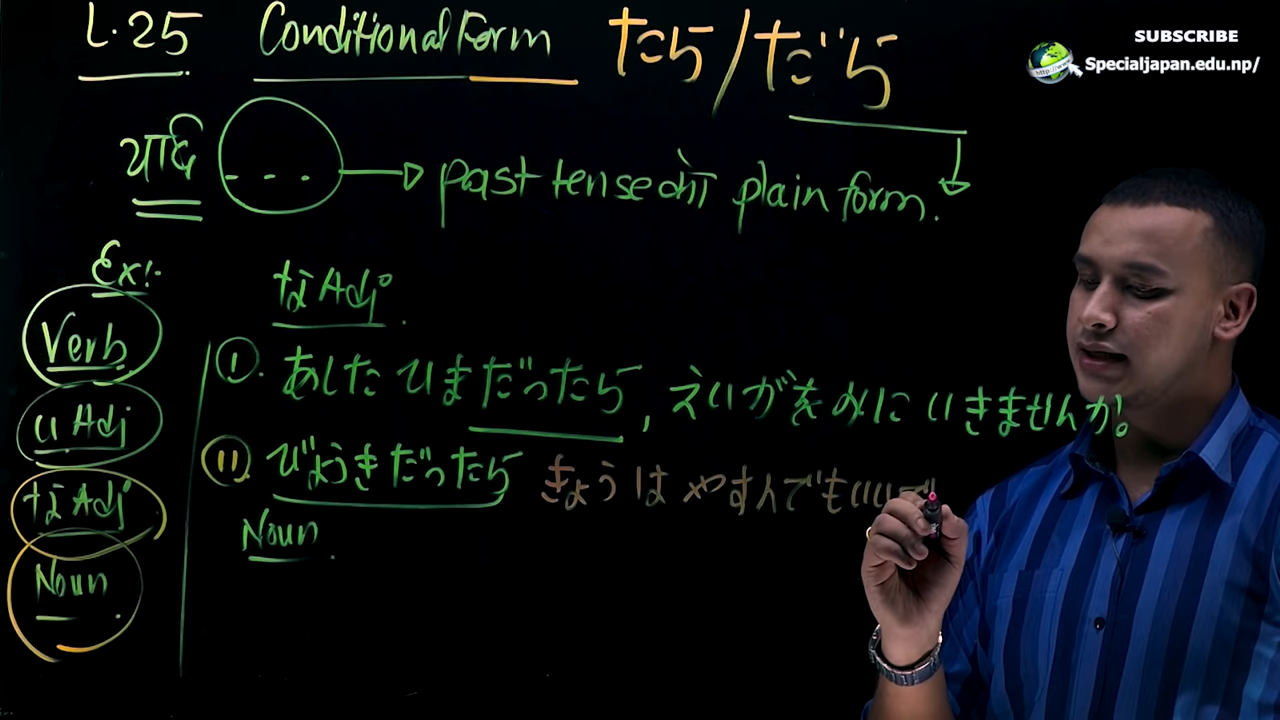 L.25 Conditional Form たら/だら
SUBSCRIBE
Specialjapan.edu.np/
यदि ... → past tense को plain form.
Ex:
なAdj.
Verb
① あしたひまだったら, えいがをみにいきませんか。
いAdj
⑪ びょうきだったら きょうは やすんでもいいで
なAdj
Noun.
Noun.